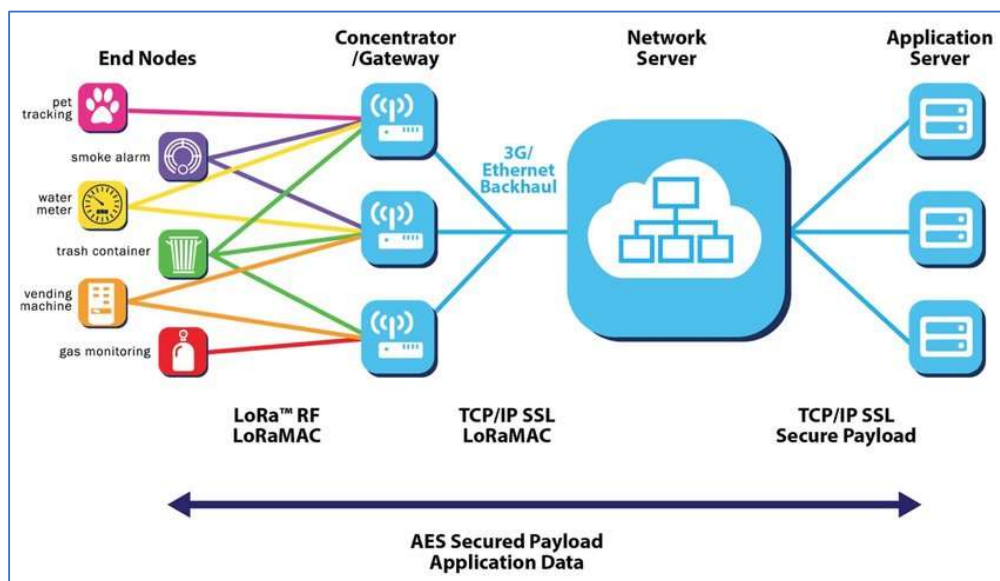 End Nodes
Concentrator
/Gateway
Network
Server
Application
Server
pet
tracking
smoke alarm
water
meter
trash container
vending
machine
gas monitoring
3G/
Ethernet
Backhaul
LoRa™ RF
LoRaMAC
TCP/IP SSL
LoRaMAC
TCP/IP SSL
Secure Payload
AES Secured Payload
Application Data